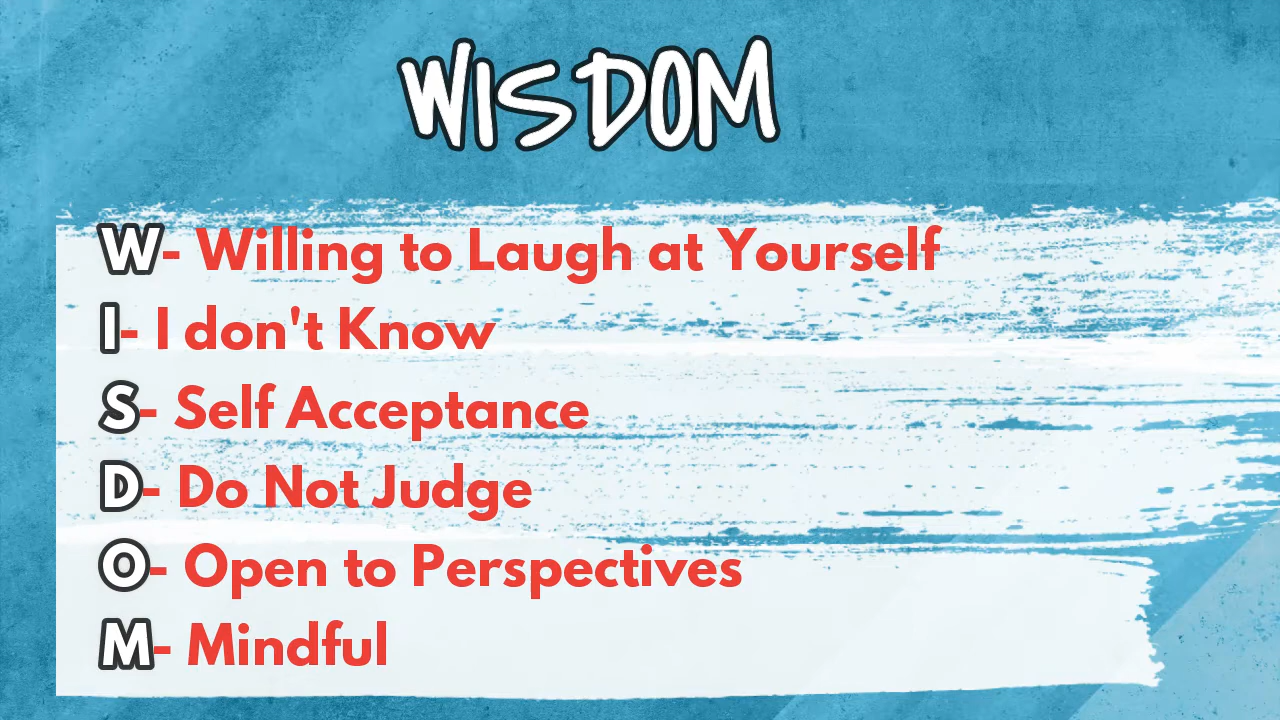 WISDOM
W- Willing to Laugh at Yourself
I- I don't Know
S- Self Acceptance
D- Do Not Judge
O- Open to Perspectives
M- Mindful